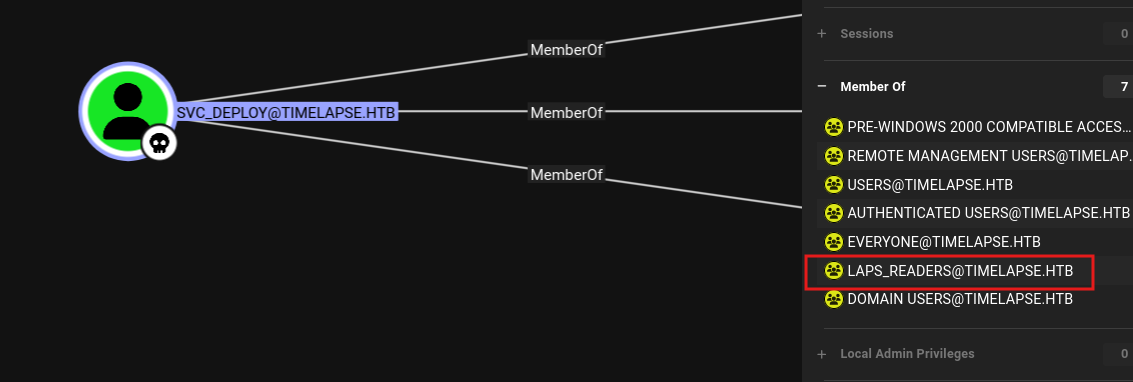 MemberOf
SVC_DEPLOY@TIMELAPSE.HTB
MemberOf
MemberOf
+ Sessions 0
− Member Of 7
PRE-WINDOWS 2000 COMPATIBLE ACCES...
REMOTE MANAGEMENT USERS@TIMELAP...
USERS@TIMELAPSE.HTB
AUTHENTICATED USERS@TIMELAPSE.HTB
EVERYONE@TIMELAPSE.HTB
LAPS_READERS@TIMELAPSE.HTB
DOMAIN USERS@TIMELAPSE.HTB
+ Local Admin Privileges 0